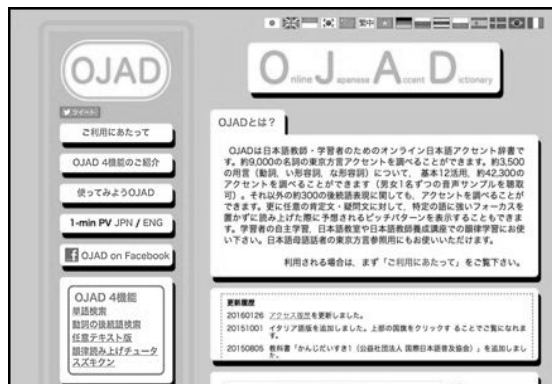 繁中
OJAD
Online Japanese Accent Dictionary
ツイート
ご利用にあたって
OJAD 4機能のご紹介
使ってみようOJAD
1-min PV JPN / ENG
OJAD on Facebook
OJAD 4機能
単語検索
動詞の後続語検索
任意テキスト版
韻律読み上げチュータ
スズキクン
OJADとは？
OJADは日本語教師・学習者のためのオンライン日本語アクセント辞書で
す。約9,000の名詞の東京方言アクセントを調べることができます。約3,500
の用言（動詞，い形容詞，な形容詞）について， 基本12活用，約42,300の
アクセントを調べることができます（男女1名ずつの音声サンプルを聴取
可）。それ以外の約300の後続語表現に関しても，アクセントを調べることが
できます。更に任意の肯定文・疑問文に対して，特定の語に強いフォーカスを
置かずに読み上げた際に予想されるピッチパターンを表示することもできま
す。学習者の自主学習，日本語教室や日本語教師養成講座での韻律学習にお使
い下さい。日本語母語話者の東京方言参照用にもお使いいただけます。
利用される場合は，まず「ご利用にあたって」をご覧下さい。
更新履歴
20160126 アクセス履歴を更新しました。
20151001 イタリア語版を追加しました。上部の国旗をクリックす ることでご覧になれま
す。
20150805 教科書「かんじだいすき1（公益社団法人 国際日本語普及協会）」を追加しまし
た。